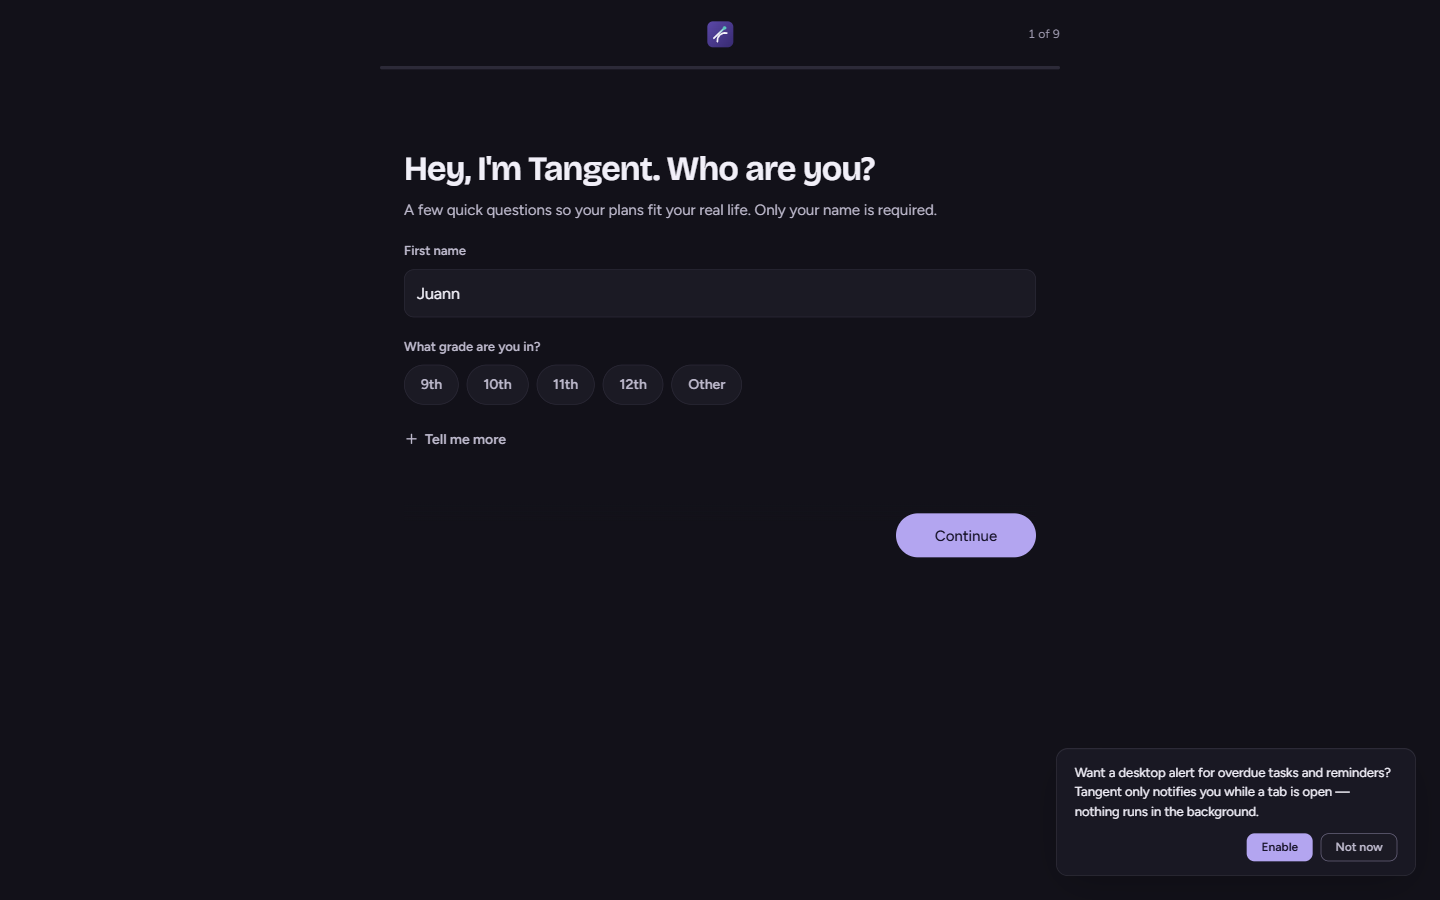 1 of 9
Hey, I'm Tangent. Who are you?
A few quick questions so your plans fit your real life. Only your name is required.
First name
Juann
What grade are you in?
9th 10th 11th 12th Other
+ Tell me more
Continue
Want a desktop alert for overdue tasks and reminders?
Tangent only notifies you while a tab is open —
nothing runs in the background.
Enable Not now